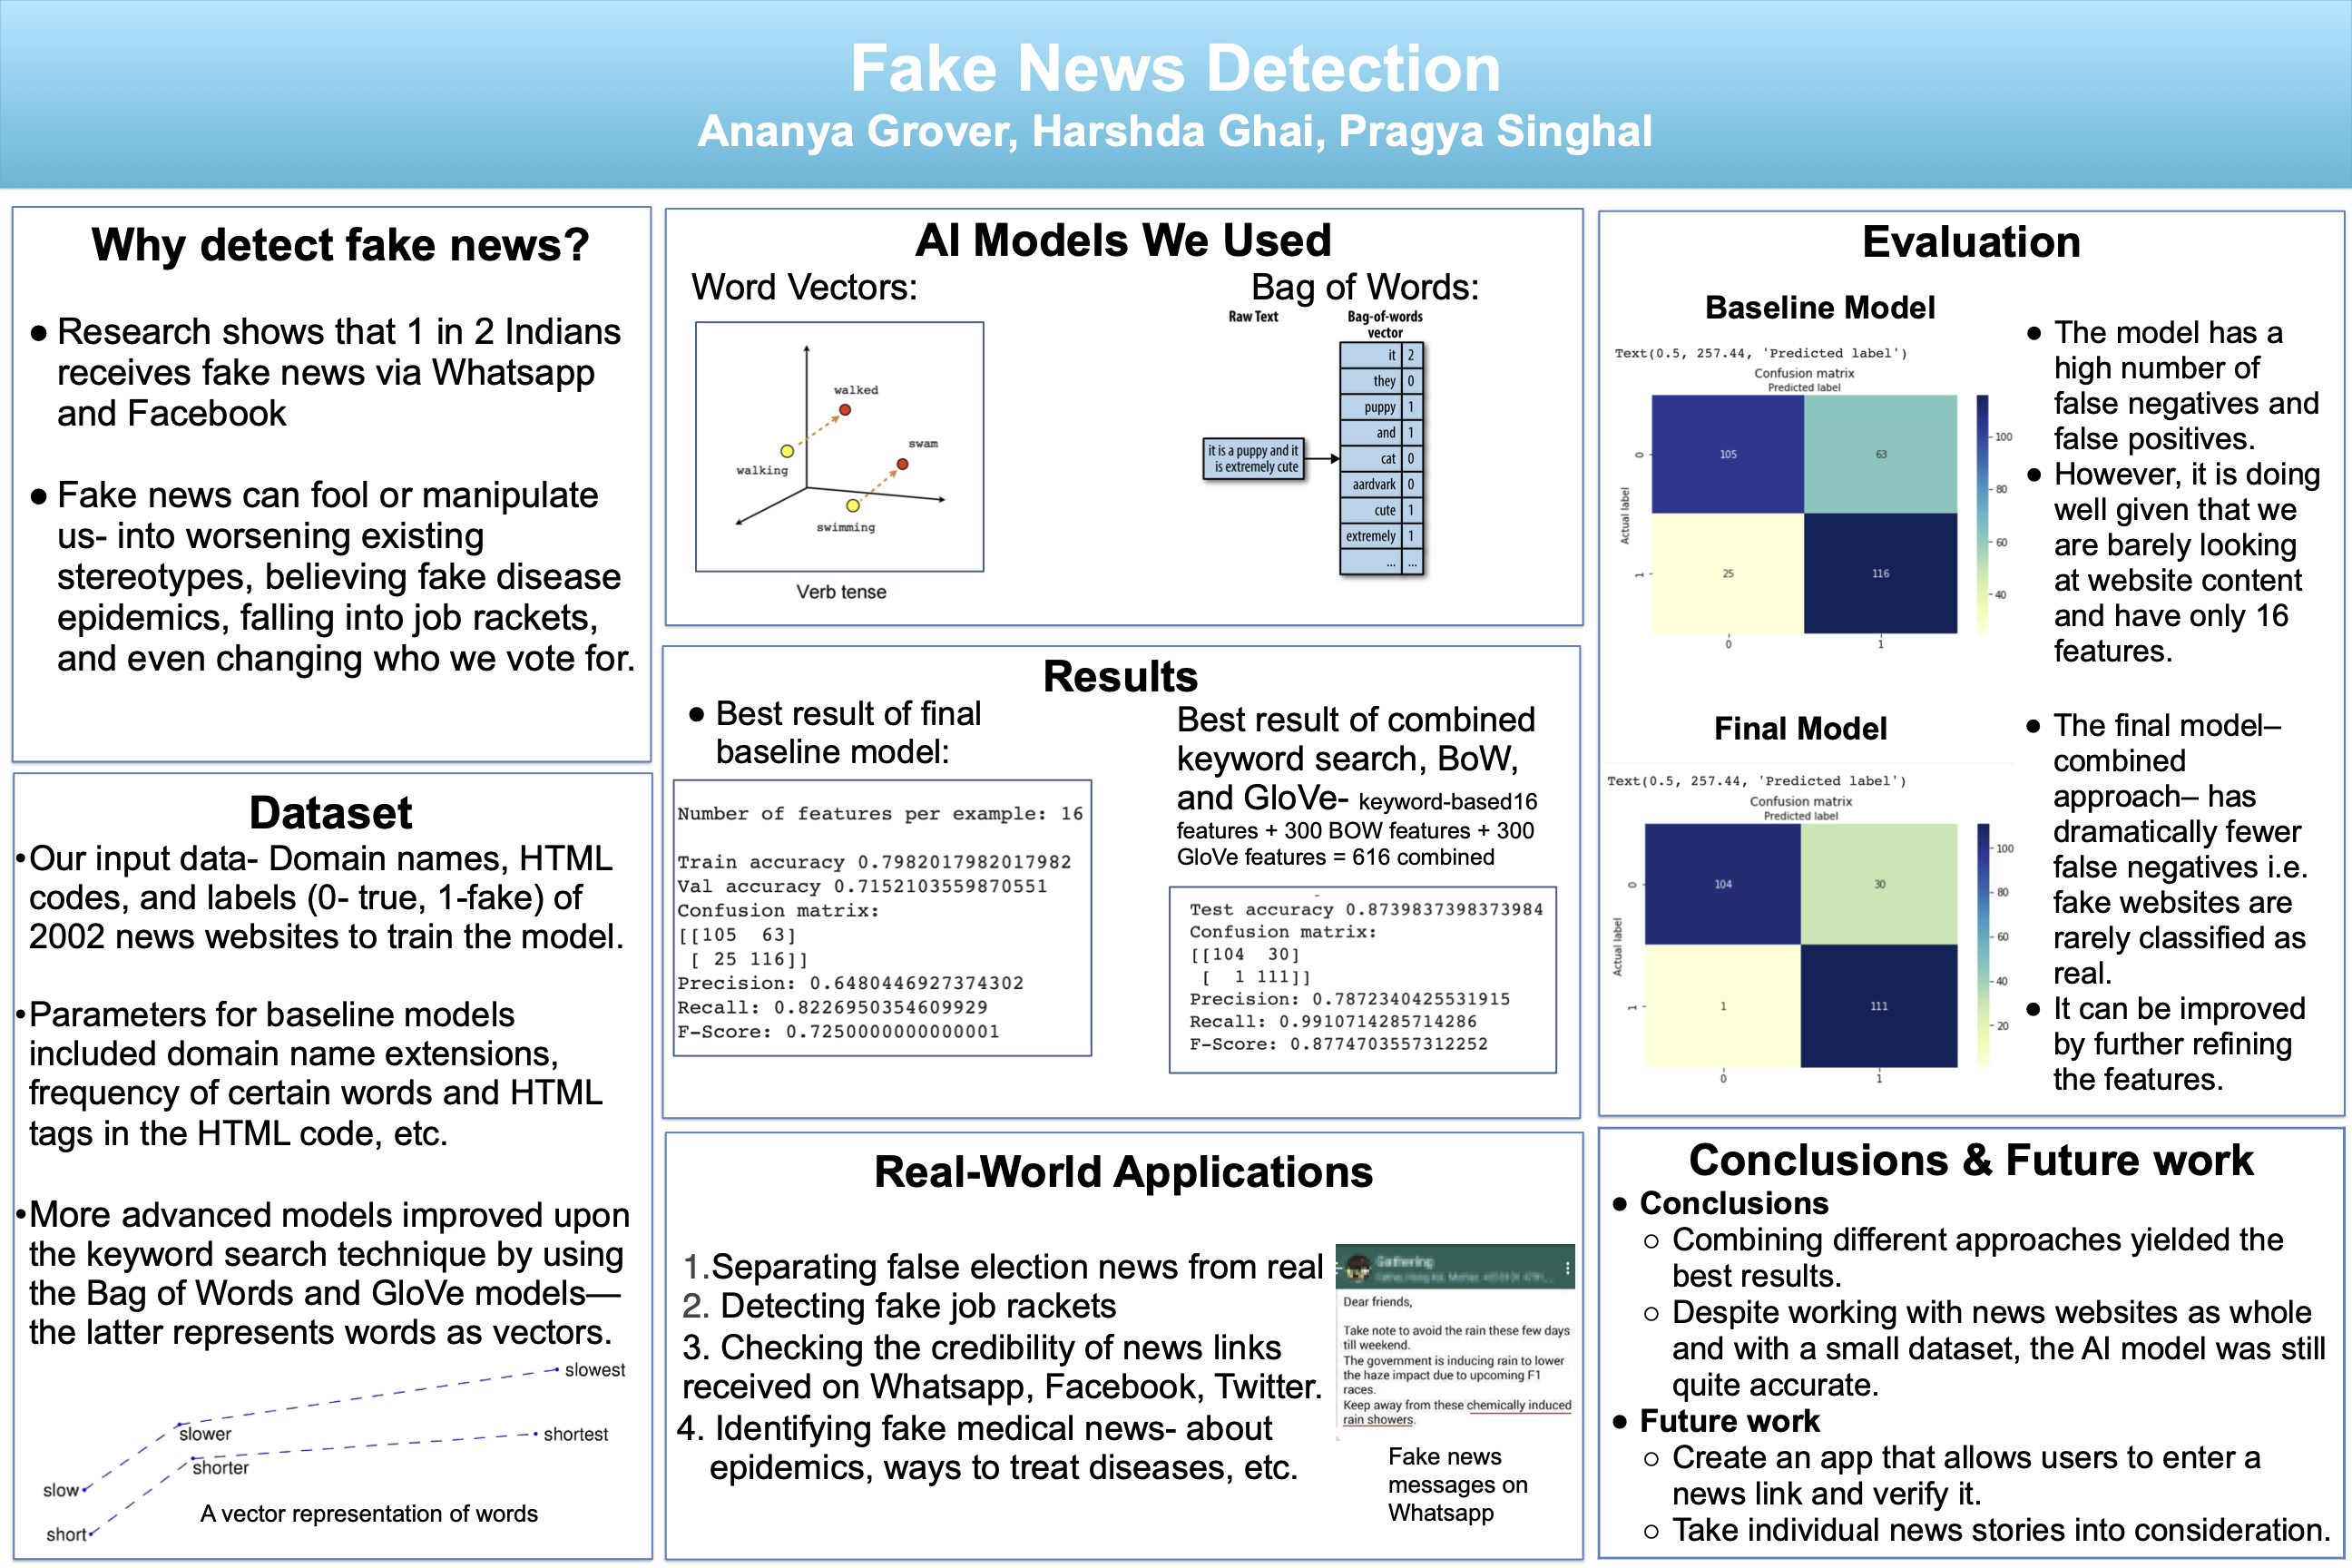 Fake News Detection
Ananya Grover, Harshda Ghai, Pragya Singhal
Why detect fake news?
● Research shows that 1 in 2 Indians
receives fake news via Whatsapp
and Facebook
● Fake news can fool or manipulate
us- into worsening existing
stereotypes, believing fake disease
epidemics, falling into job rackets,
and even changing who we vote for.
Dataset
•Our input data- Domain names, HTML
codes, and labels (0- true, 1-fake) of
2002 news websites to train the model.
•Parameters for baseline models
included domain name extensions,
frequency of certain words and HTML
tags in the HTML code, etc.
•More advanced models improved upon
the keyword search technique by using
the Bag of Words and GloVe models—
the latter represents words as vectors.
slowest
slower
shortest
shorter
slow
short
A vector representation of words
AI Models We Used
Word Vectors:
walked
swam
walking
swimming
Verb tense
Bag of Words:
Raw Text
Bag-of-words
vector
it is a puppy and it
is extremely cute
it 2
they 0
puppy 1
and 1
cat 0
aardvark 0
cute 1
extremely 1
... ...
Results
● Best result of final
baseline model:
Number of features per example: 16
Train accuracy 0.7982017982017982
Val accuracy 0.7152103559870551
Confusion matrix:
[[105 63]
[ 25 116]]
Precision: 0.6480446927374302
Recall: 0.8226950354609929
F-Score: 0.7250000000000001
Best result of combined
keyword search, BoW,
and GloVe- keyword-based16
features + 300 BOW features + 300
GloVe features = 616 combined
Test accuracy 0.8739837398373984
Confusion matrix:
[[104 30]
[ 1 111]]
Precision: 0.7872340425531915
Recall: 0.9910714285714286
F-Score: 0.8774703557312252
Real-World Applications
1.Separating false election news from real
2. Detecting fake job rackets
3. Checking the credibility of news links
received on Whatsapp, Facebook, Twitter.
4. Identifying fake medical news- about
epidemics, ways to treat diseases, etc.
Gathering
Dear friends,
Take note to avoid the rain these few days
till weekend.
The government is inducing rain to lower
the haze impact due to upcoming F1
races.
Keep away from these chemically induced
rain showers.
Fake news
messages on
Whatsapp
Evaluation
Baseline Model
Text(0.5, 257.44, 'Predicted label')
Confusion matrix
Predicted label
Actual label
0
1
105
63
25
116
0
1
100
80
60
40
● The model has a
high number of
false negatives and
false positives.
● However, it is doing
well given that we
are barely looking
at website content
and have only 16
features.
Final Model
Text(0.5, 257.44, 'Predicted label')
Confusion matrix
Predicted label
Actual label
0
1
104
30
1
111
0
1
100
80
60
40
20
● The final model–
combined
approach– has
dramatically fewer
false negatives i.e.
fake websites are
rarely classified as
real.
● It can be improved
by further refining
the features.
Conclusions & Future work
● Conclusions
○ Combining different approaches yielded the
best results.
○ Despite working with news websites as whole
and with a small dataset, the AI model was still
quite accurate.
● Future work
○ Create an app that allows users to enter a
news link and verify it.
○ Take individual news stories into consideration.